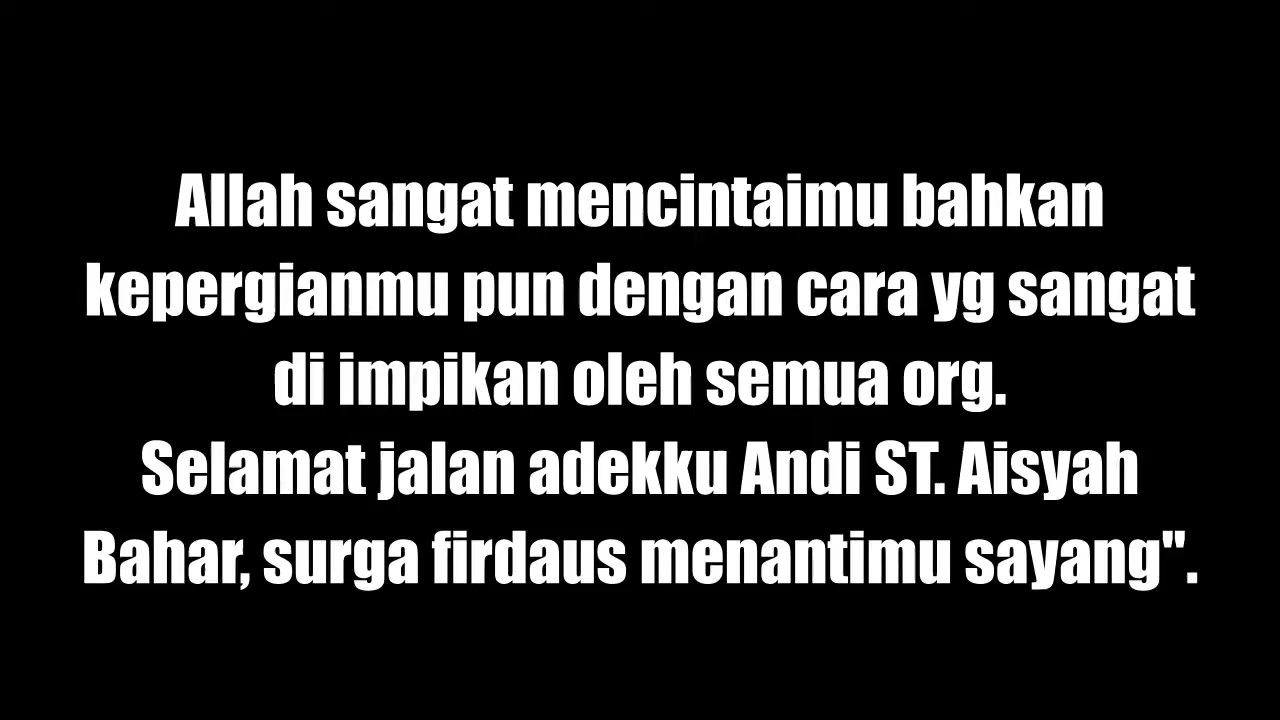 Allah sangat mencintaimu bahkan
kepergianmu pun dengan cara yg sangat
di impikan oleh semua org.
Selamat jalan adekku Andi ST. Aisyah
Bahar, surga firdaus menantimu sayang".